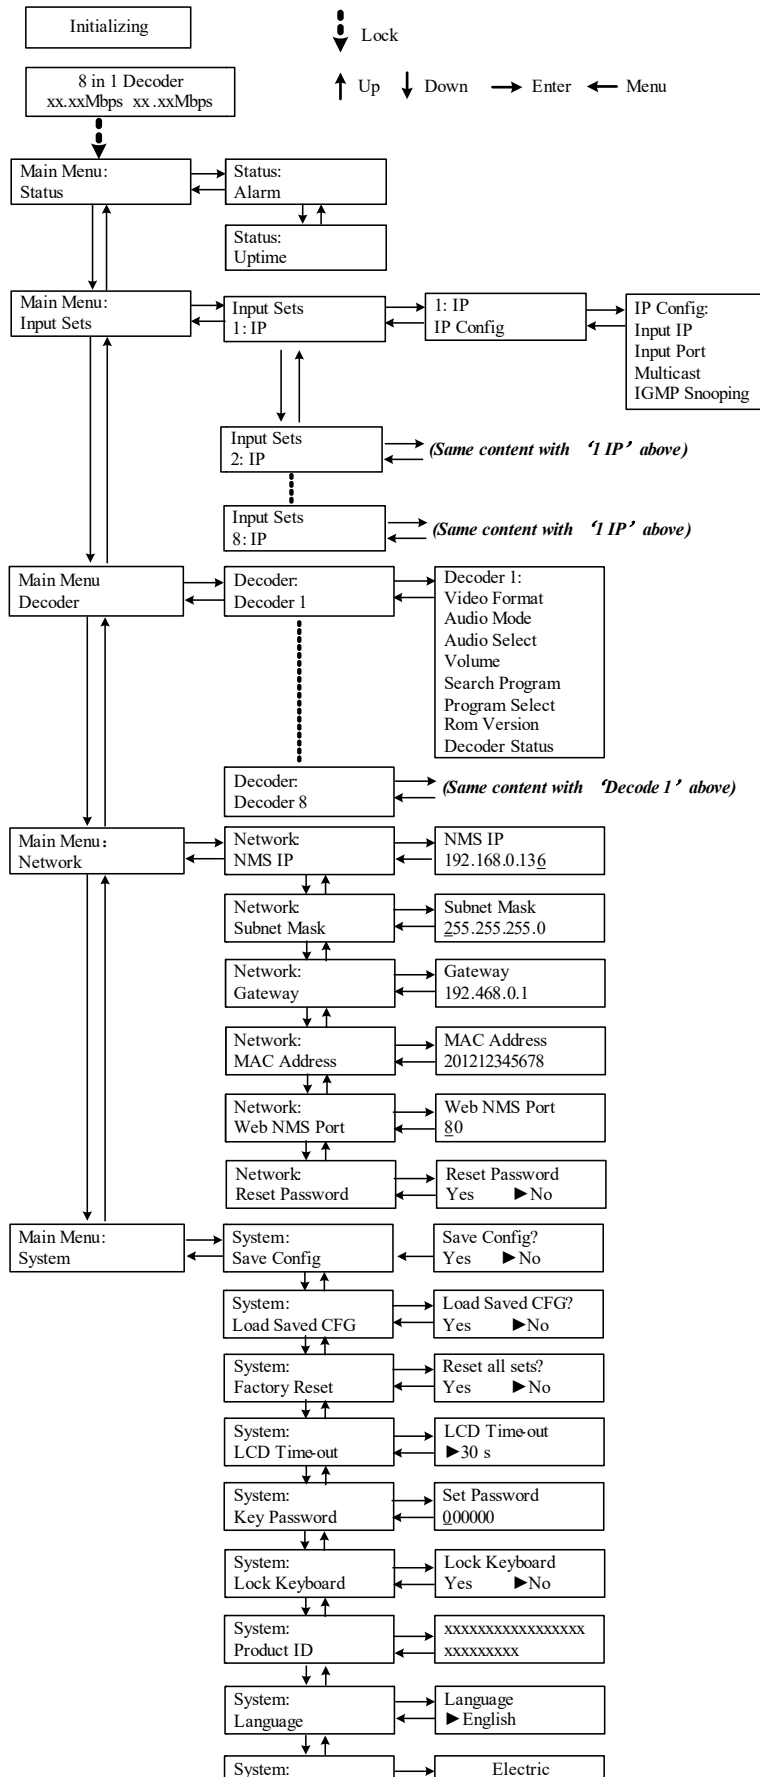 Initializing
Lock
8 in 1 Decoder
xx.xxMbps xx.xxMbps
Up Down Enter Menu
Main Menu:
Status
Status:
Alarm
Status:
Uptime
Main Menu:
Input Sets
Input Sets
1: IP
1: IP
IP Config
IP Config:
Input IP
Input Port
Multicast
IGMP Snooping
Input Sets
2: IP
(Same content with ‘1 IP’ above)
Input Sets
8: IP
(Same content with ‘1 IP’ above)
Main Menu
Decoder
Decoder:
Decoder 1
Decoder 1:
Video Format
Audio Mode
Audio Select
Volume
Search Program
Program Select
Rom Version
Decoder Status
Decoder:
Decoder 8
(Same content with ‘Decode 1’ above)
Main Menu:
Network
Network:
NMS IP
NMS IP
192.168.0.136
Network:
Subnet Mask
Subnet Mask
255.255.255.0
Network:
Gateway
Gateway
192.468.0.1
Network:
MAC Address
MAC Address
201212345678
Network:
Web NMS Port
Web NMS Port
80
Network:
Reset Password
Reset Password
Yes ►No
Main Menu:
System
System:
Save Config
Save Config?
Yes ►No
System:
Load Saved CFG
Load Saved CFG?
Yes ►No
System:
Factory Reset
Reset all sets?
Yes ►No
System:
LCD Time-out
LCD Time-out
►30 s
System:
Key Password
Set Password
000000
System:
Lock Keyboard
Lock Keyboard
Yes ►No
System:
Product ID
xxxxxxxxxxxxxxxxx
xxxxxxxxx
System:
Language
Language
►English
System:
Electric